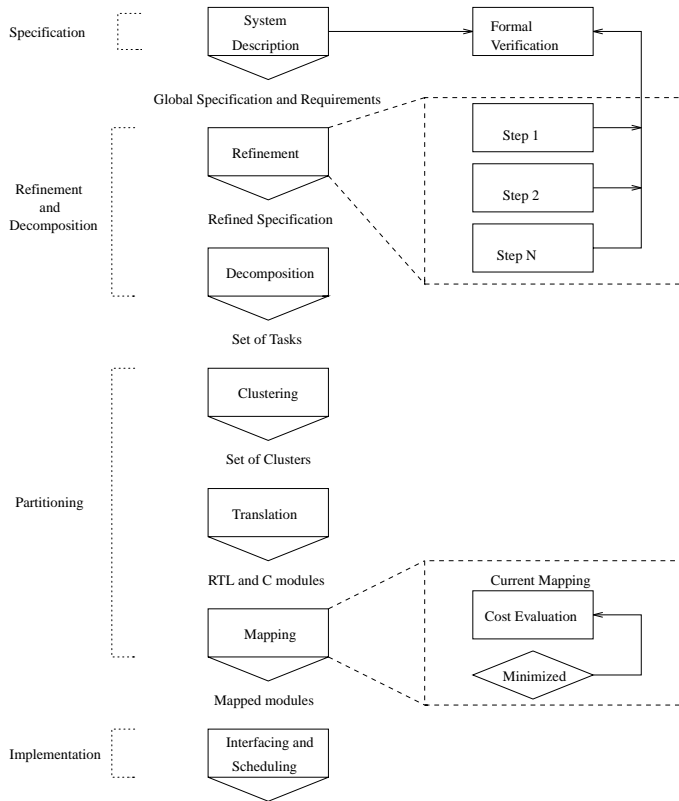 Specification
System
Description
Formal
Verification
Global Specification and Requirements
Refinement
and
Decomposition
Refinement
Step 1
Step 2
Step N
Refined Specification
Decomposition
Set of Tasks
Partitioning
Clustering
Set of Clusters
Translation
RTL and C modules
Mapping
Current Mapping
Cost Evaluation
Minimized
Mapped modules
Implementation
Interfacing and
Scheduling